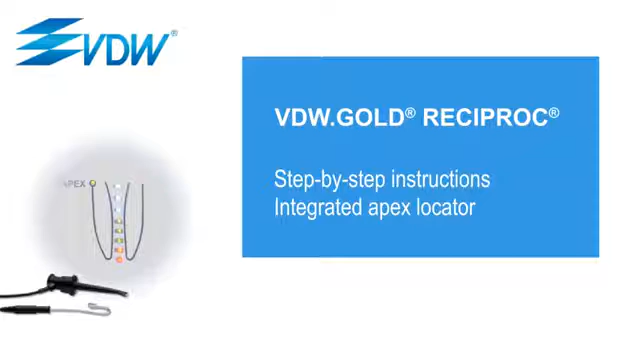 VDW®
VDW.GOLD® RECIPROC®
APEX
Step-by-step instructions
Integrated apex locator